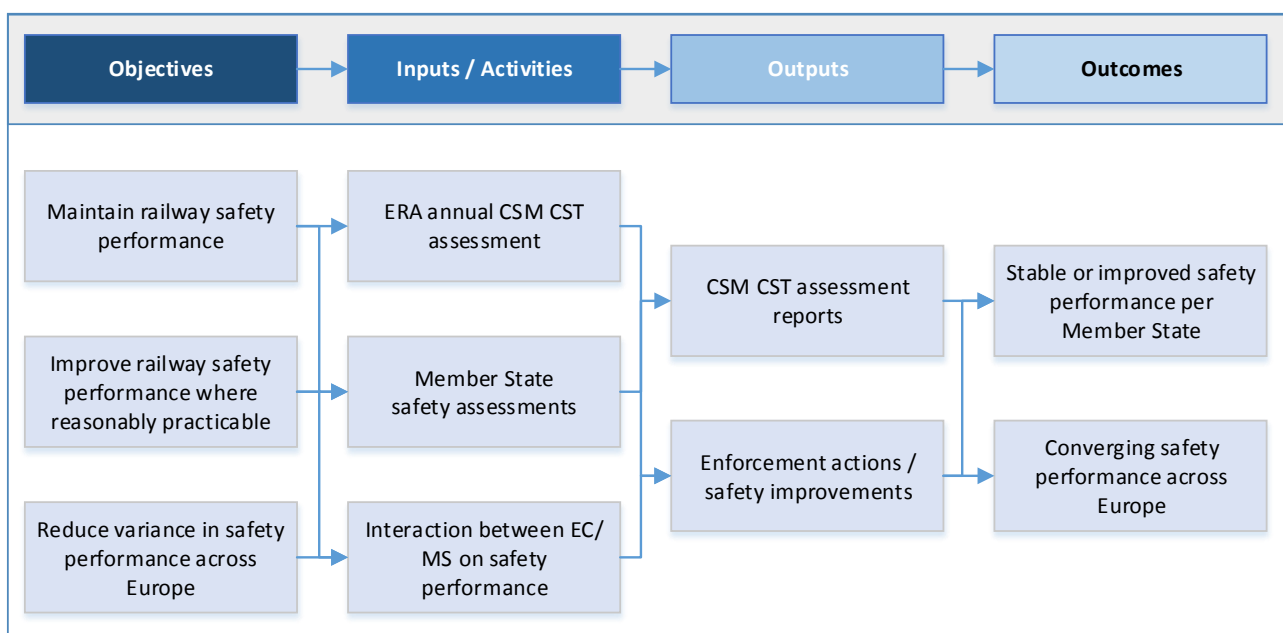 Objectives
Inputs / Activities
Outputs
Outcomes
Maintain railway safety
performance
ERA annual CSM CST
assessment
CSM CST assessment
reports
Stable or improved safety
performance per
Member State
Improve railway safety
performance where
reasonably practicable
Member State
safety assessments
Enforcement actions /
safety improvements
Converging safety
performance across
Europe
Reduce variance in safety
performance across
Europe
Interaction between EC/
MS on safety
performance